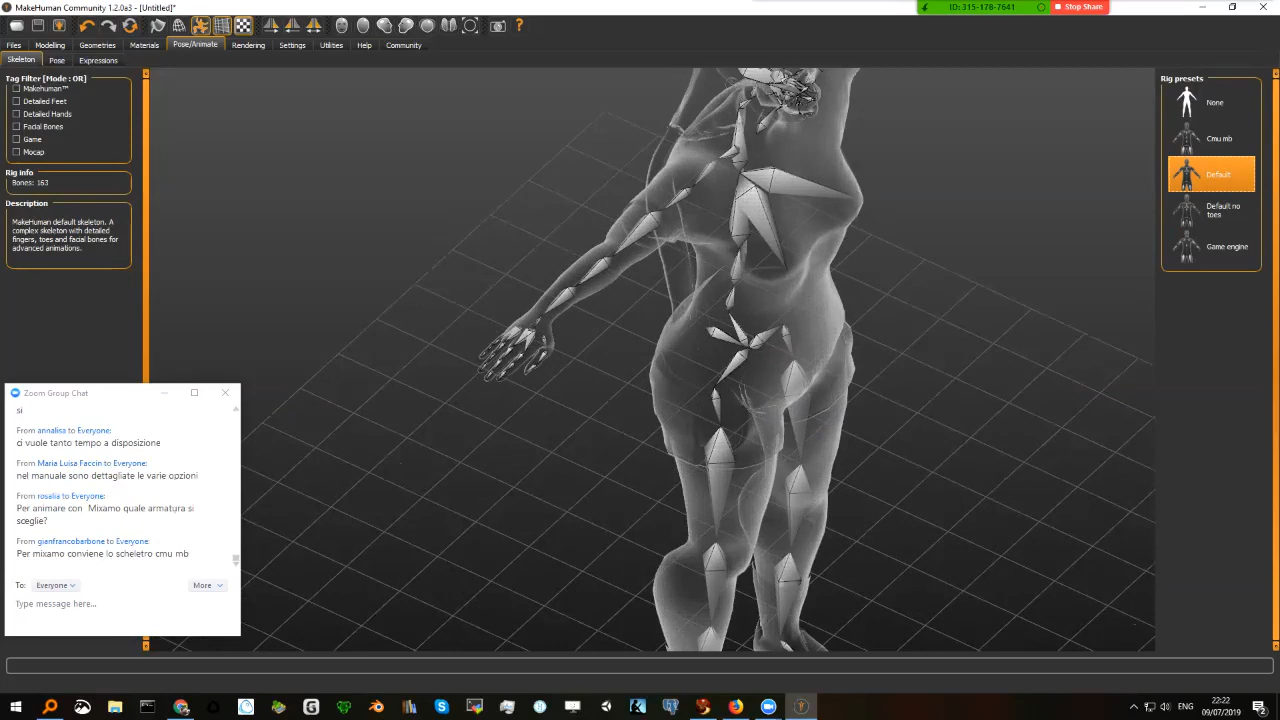 MakeHuman Community 1.2.0a3 - [Untitled]*
ID: 315-178-7641
Stop Share
Files Modelling Geometries Materials Pose/Animate Rendering Settings Utilities Help Community
Skeleton Pose Expressions
Tag Filter [Mode : OR]
Makehuman™
Detailed Feet
Detailed Hands
Facial Bones
Game
Mocap
Rig info
Bones: 163
Description
MakeHuman default skeleton. A
complex skeleton with detailed
fingers, toes and facial bones for
advanced animations.
Rig presets
None
Cmu mb
Default
Default no
toes
Game engine
Zoom Group Chat
si
From annalisa to Everyone:
ci vuole tanto tempo a disposizione
From Maria Luisa Faccin to Everyone:
nel manuale sono dettagliate le varie opzioni
From rosalia to Everyone:
Per animare con Mixamo quale armatura si
sceglie?
From gianfrancobarbone to Everyone:
Per mixamo conviene lo scheletro cmu mb
To: Everyone More
Type message here...
ENG
22:22
09/07/2019
2